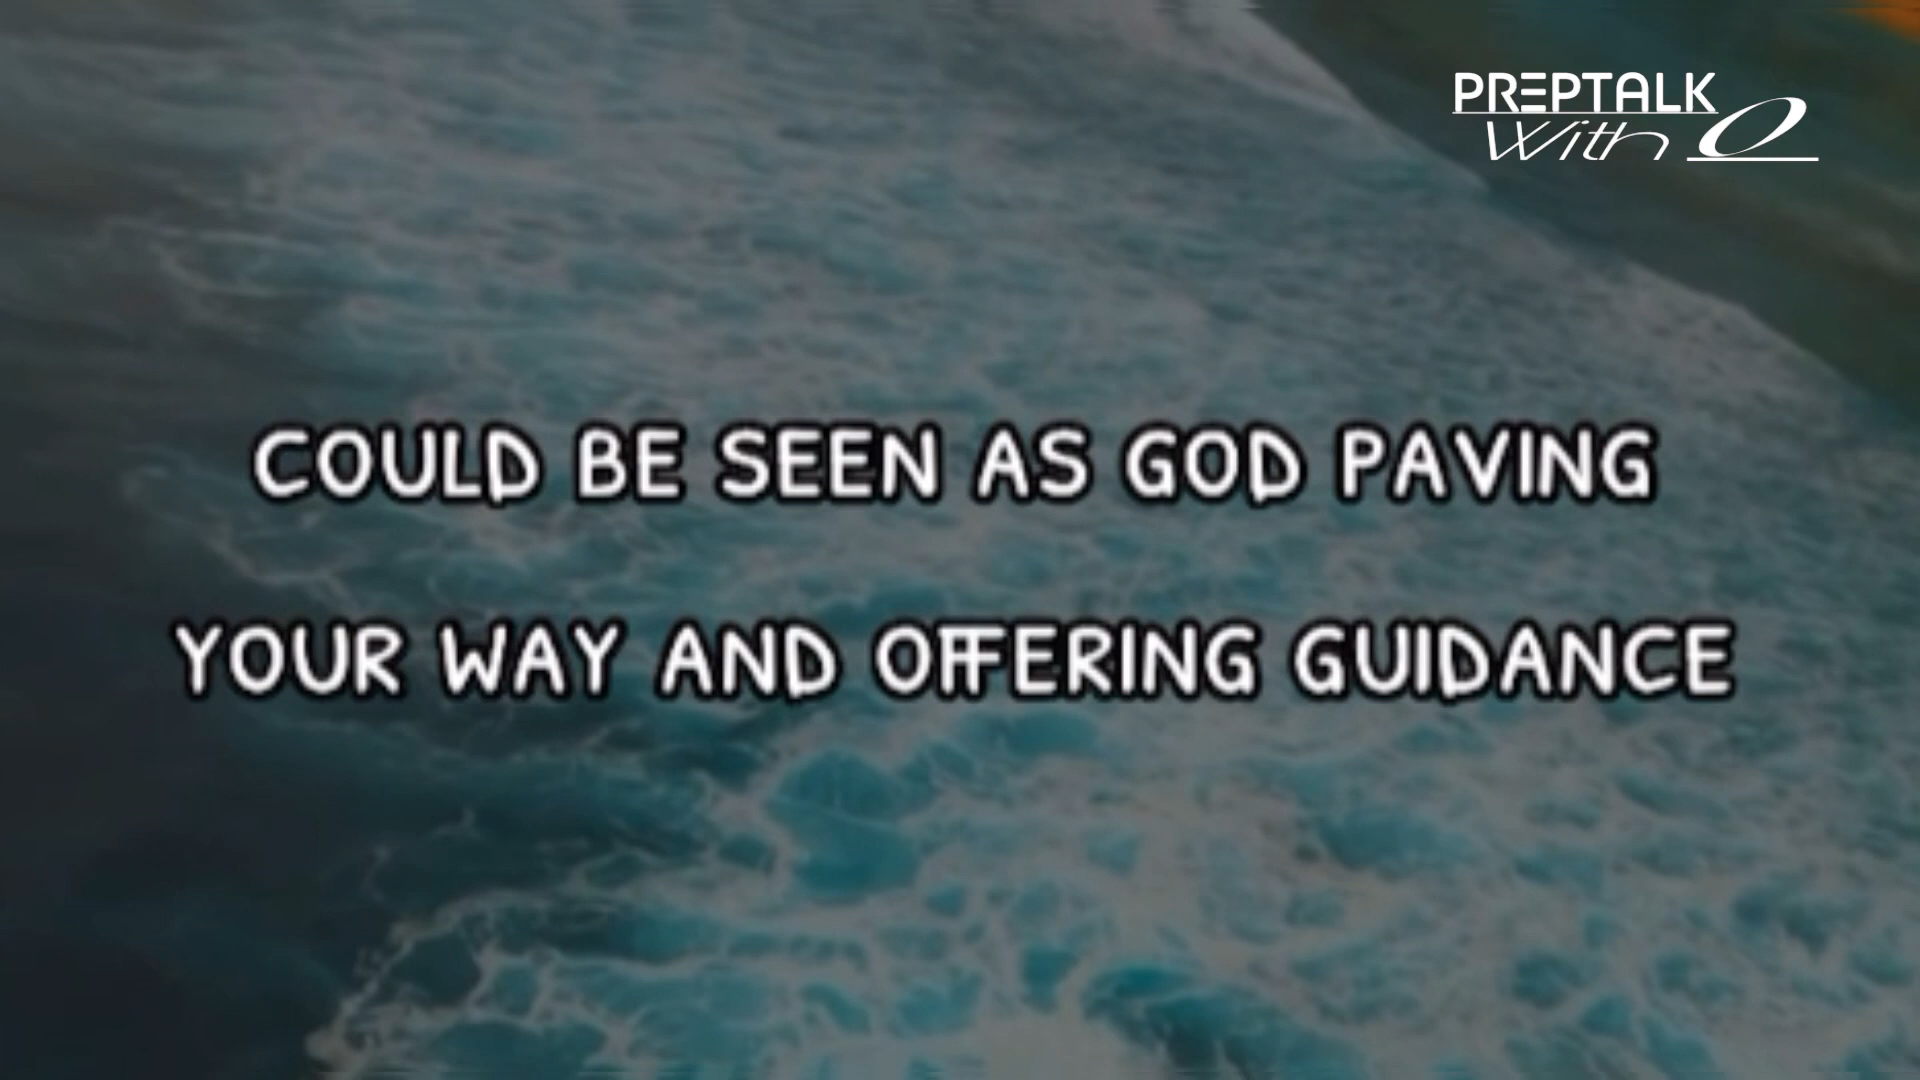 PREPTALK
With O
COULD BE SEEN AS GOD PAVING
YOUR WAY AND OFFERING GUIDANCE